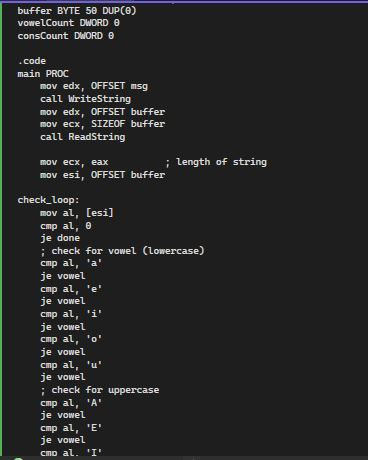 buffer BYTE 50 DUP(0)
vowelCount DWORD 0
consCount DWORD 0

.code
main PROC
    mov edx, OFFSET msg
    call WriteString
    mov edx, OFFSET buffer
    mov ecx, SIZEOF buffer
    call ReadString

    mov ecx, eax         ; length of string
    mov esi, OFFSET buffer

check_loop:
    mov al, [esi]
    cmp al, 0
    je done
    ; check for vowel (lowercase)
    cmp al, 'a'
    je vowel
    cmp al, 'e'
    je vowel
    cmp al, 'i'
    je vowel
    cmp al, 'o'
    je vowel
    cmp al, 'u'
    je vowel
    ; check for uppercase
    cmp al, 'A'
    je vowel
    cmp al, 'E'
    je vowel
    cmp al, 'I'